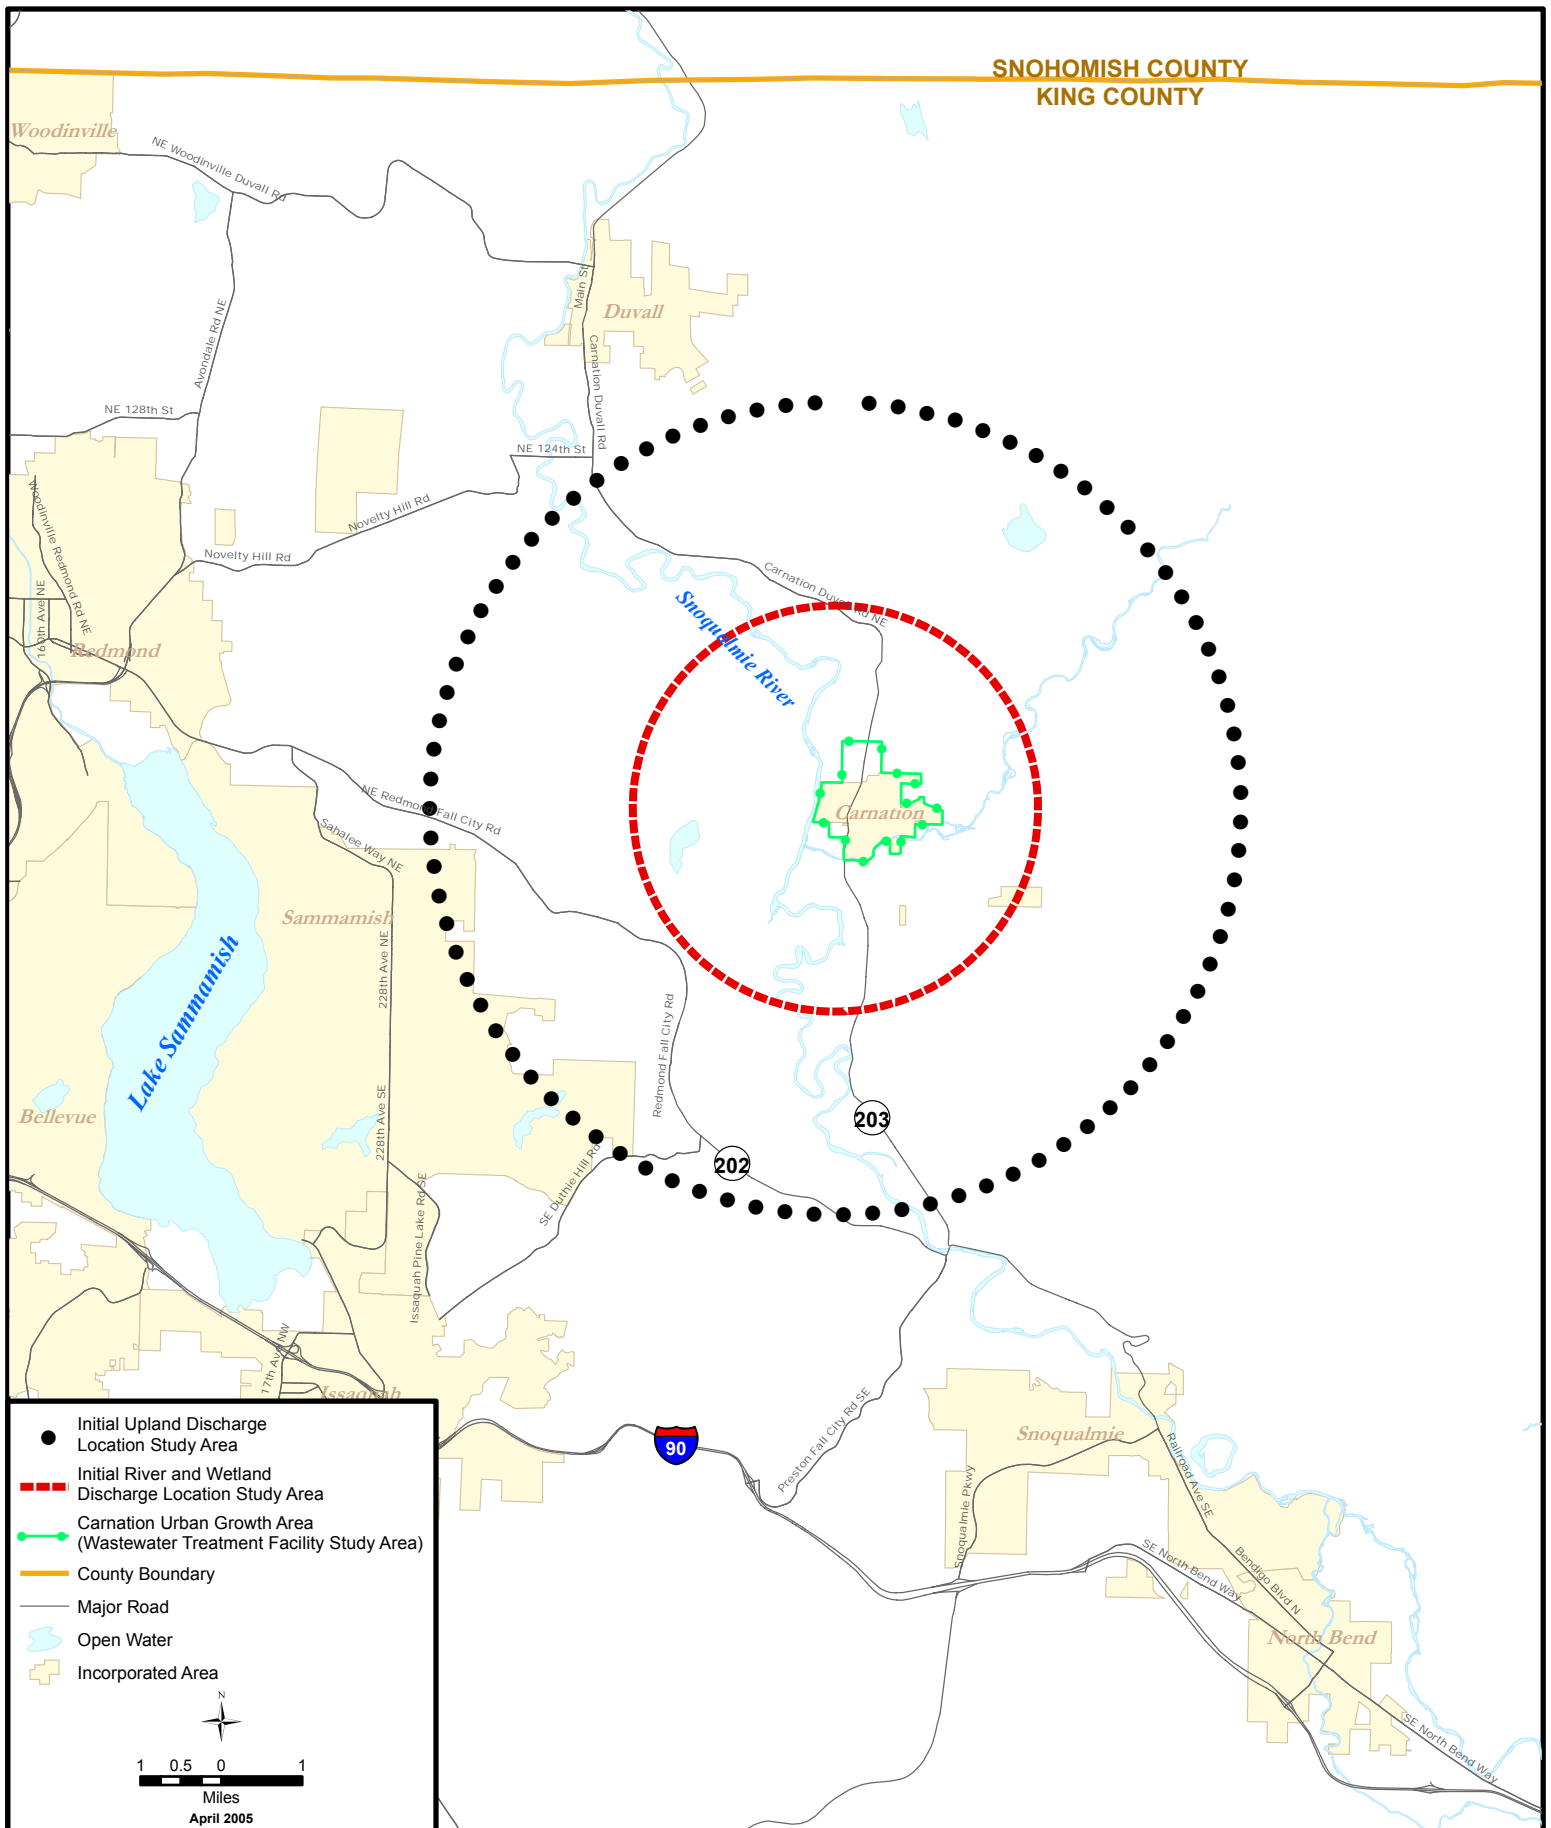 SNOHOMISH COUNTY
KING COUNTY
Woodinville
NE Woodinville Duvall Rd
Main St
Duvall
Avondale Rd NE
Carnation Duvall Rd
NE 128th St
NE 124th St
Novelty Hill Rd
Novelty Hill Rd
Woodinville Redmond Rd NE
160th Ave NE
Redmond
Carnation Duvall Rd NE
Snoqualmie River
NE Redmond Fall City Rd
Carnation
Sahalee Way NE
Sammamish
228th Ave NE
Lake Sammamish
Redmond Fall City Rd
Bellevue
228th Ave SE
203
202
SE Duthie Hill Rd
Issaquah Pine Lake Rd SE
17th Ave NW
Issaquah
90
Preston Fall City Rd SE
Snoqualmie
Snoqualmie Pkwy
Railroad Ave SE
SE North Bend Way
Bendigo Blvd N
North Bend
SE North Bend Way
Initial Upland Discharge
Location Study Area
Initial River and Wetland
Discharge Location Study Area
Carnation Urban Growth Area
(Wastewater Treatment Facility Study Area)
County Boundary
Major Road
Open Water
Incorporated Area
N
1 0.5 0 1
Miles
April 2005